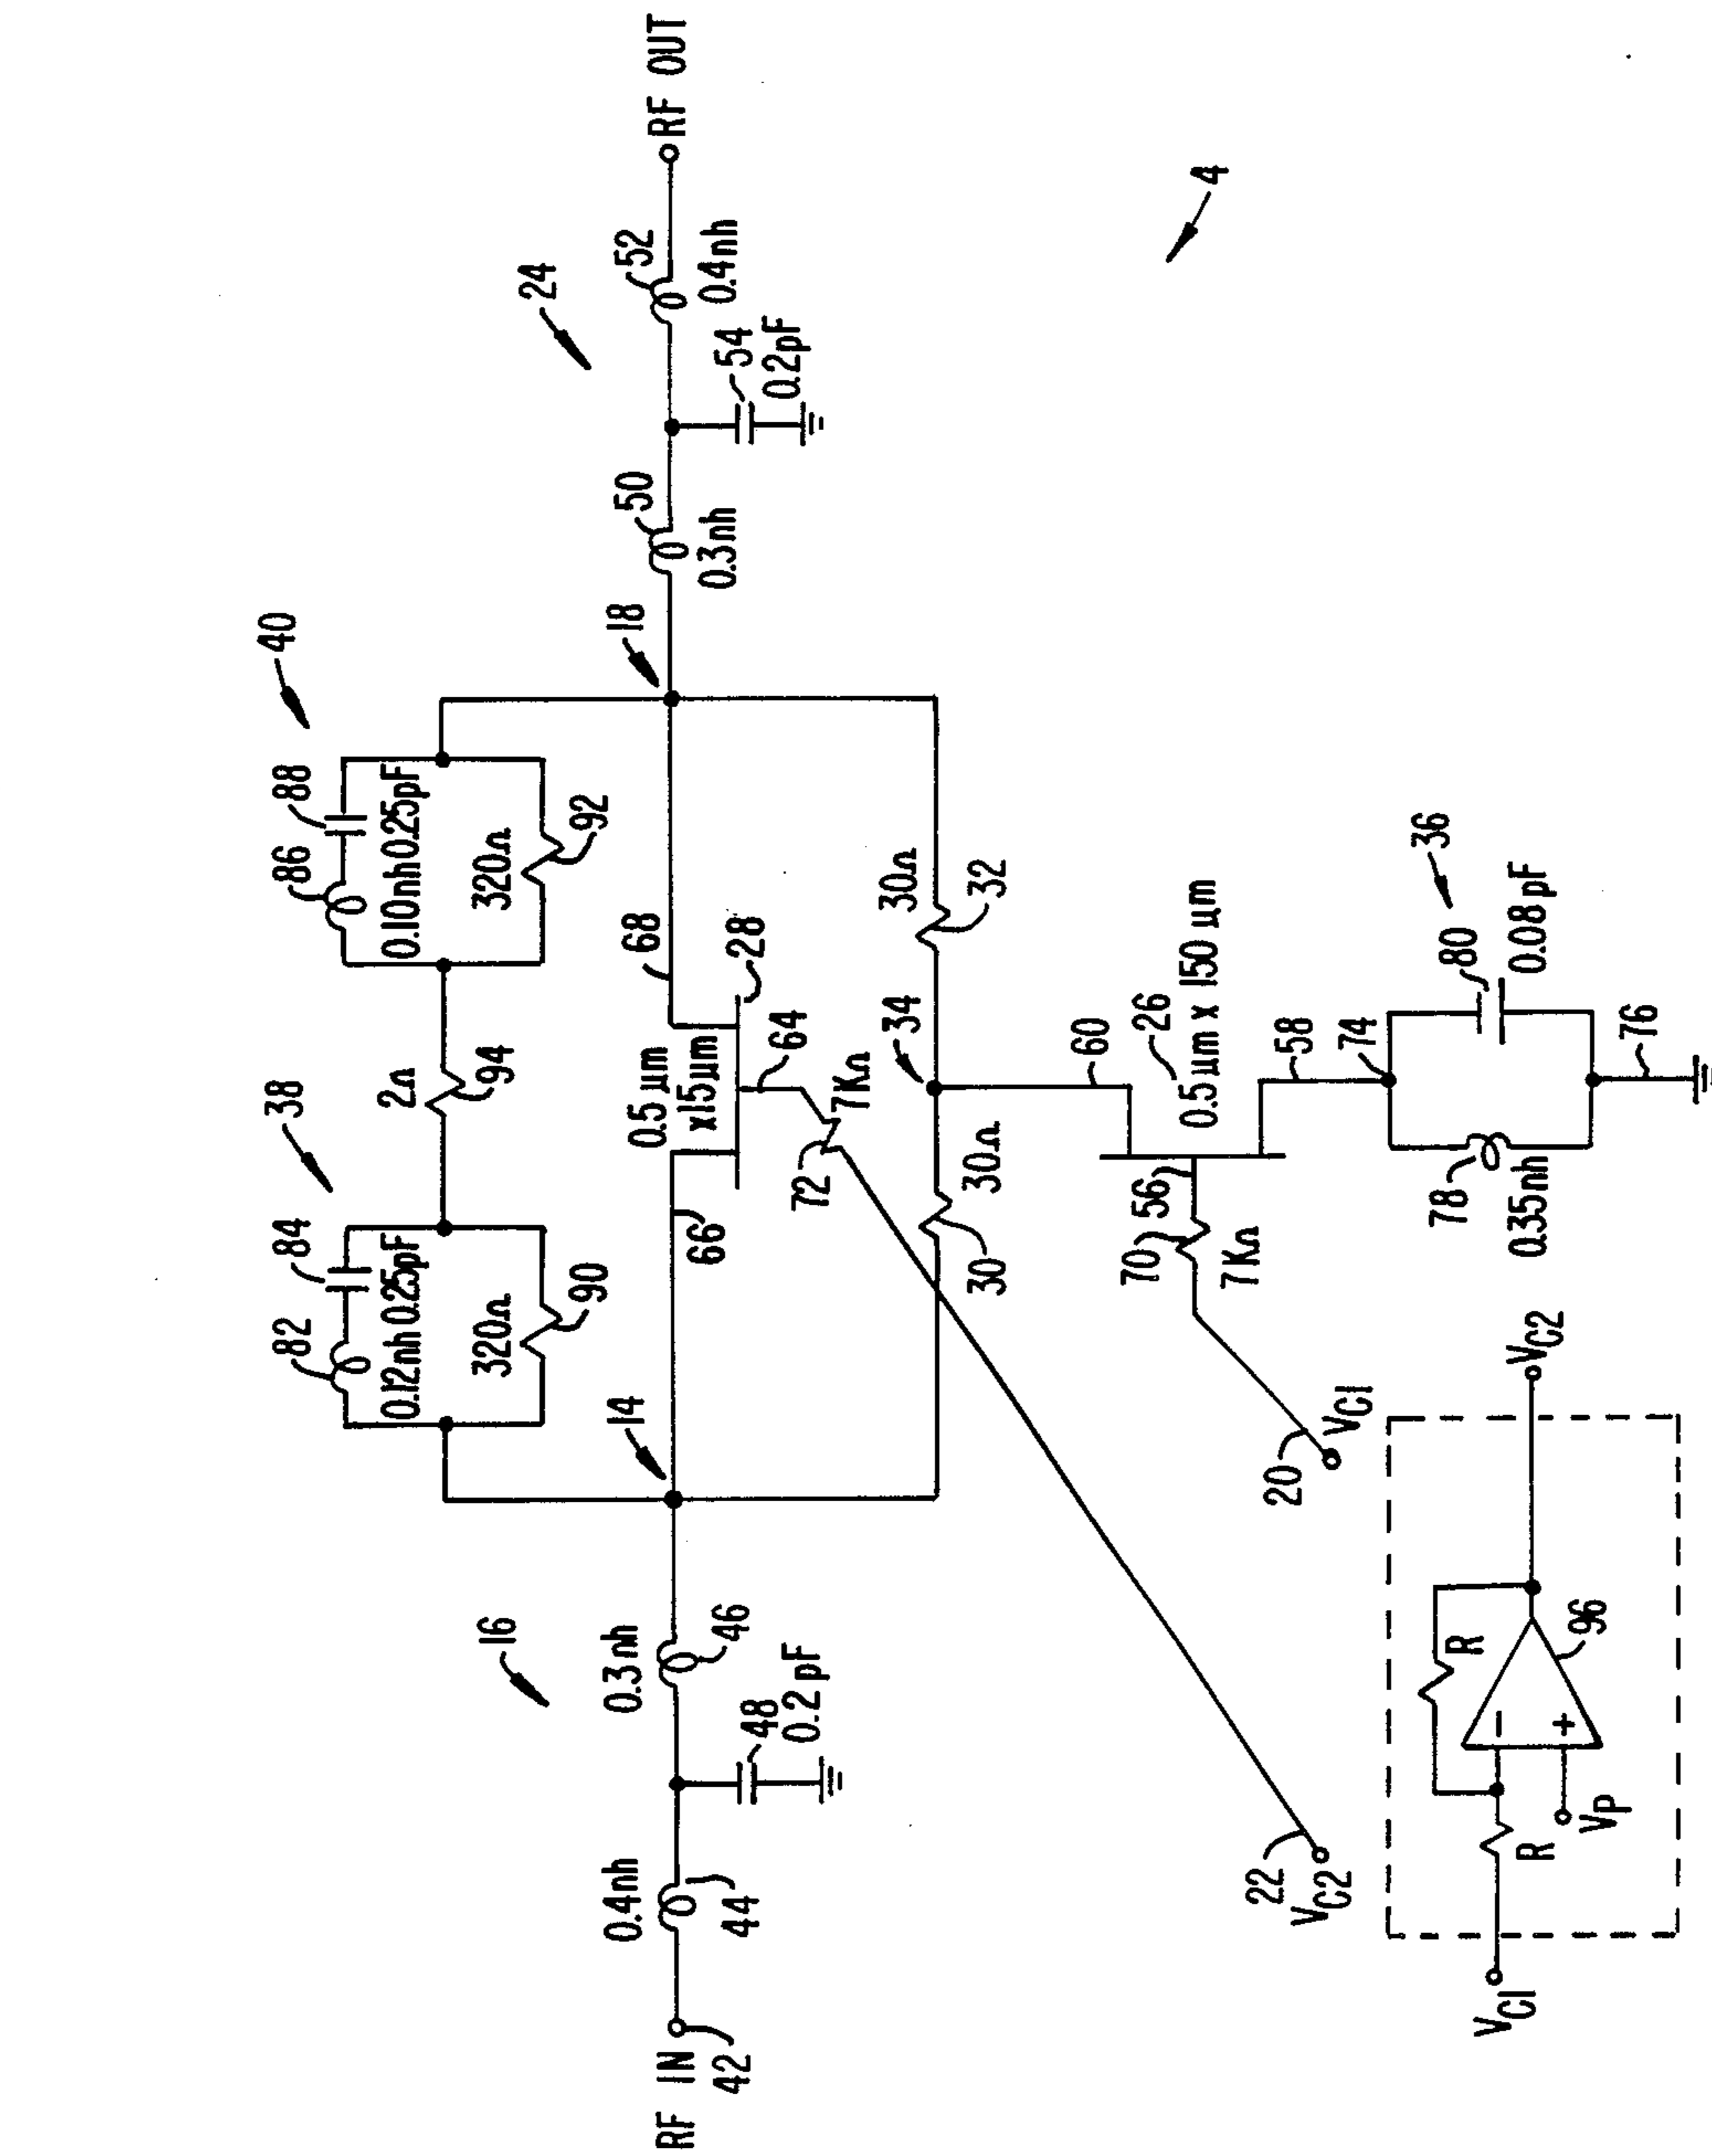 RF IN
42
0.4nh
44
16
48
0.2pF
0.3nh
46
14
38
82
84
0.12nh 0.25pF
320Ω
90
2Ω
94
40
86
88
0.10nh 0.25pF
320Ω
92
66
0.5 μm
x15μm
68
28
64
72
7KΩ
18
50
0.3nh
24
54
0.2pF
52
0.4nh
RF OUT
30
30Ω
34
30Ω
32
60
26
0.5μm x 150 μm
56
70
7KΩ
58
74
36
78
0.35nh
80
0.08pF
76
20
VC1
22
VC2
4
VC1
R
R
−
+
VP
96
VC2